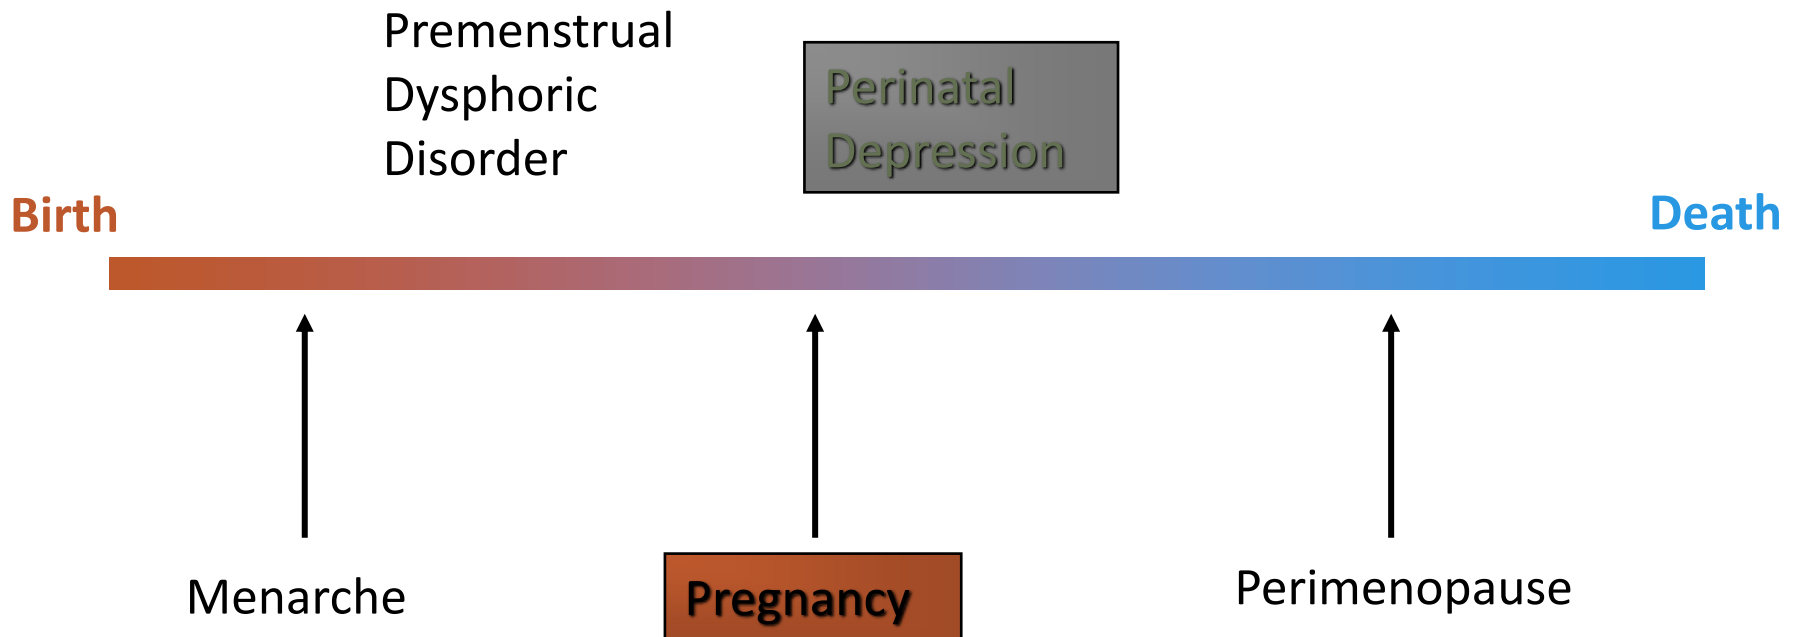 Premenstrual
Dysphoric
Disorder
Perinatal
Depression
Birth
Death
Menarche
Pregnancy
Perimenopause